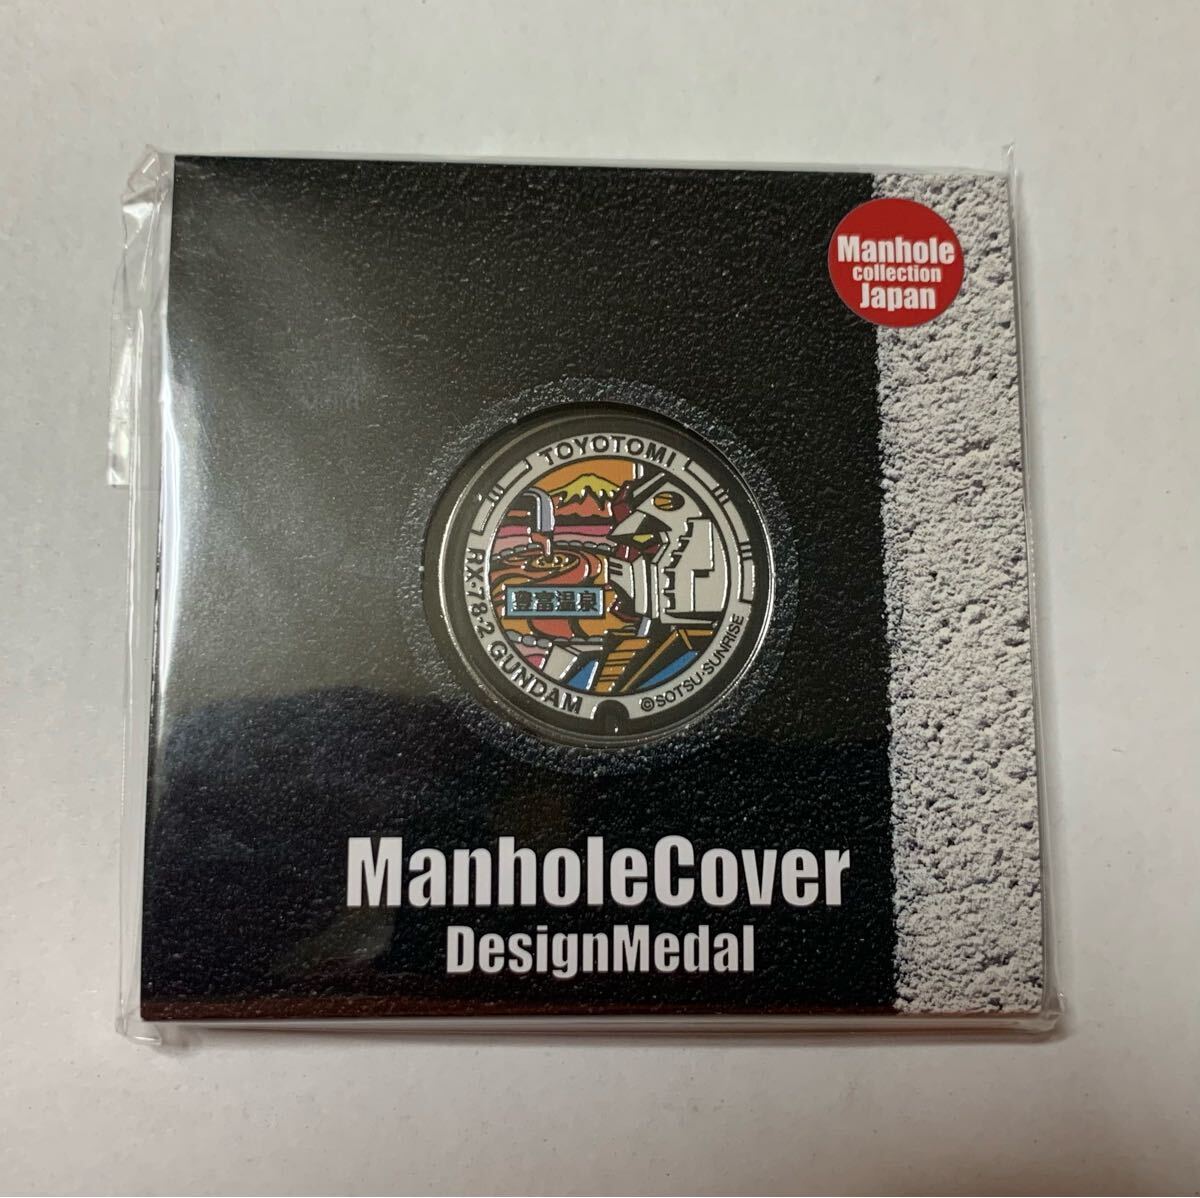 Manhole
collection
Japan
TOYOTOMI
豊富温泉
RX-78-2 GUNDAM
©SOTSU・SUNRISE
ManholeCover
DesignMedal